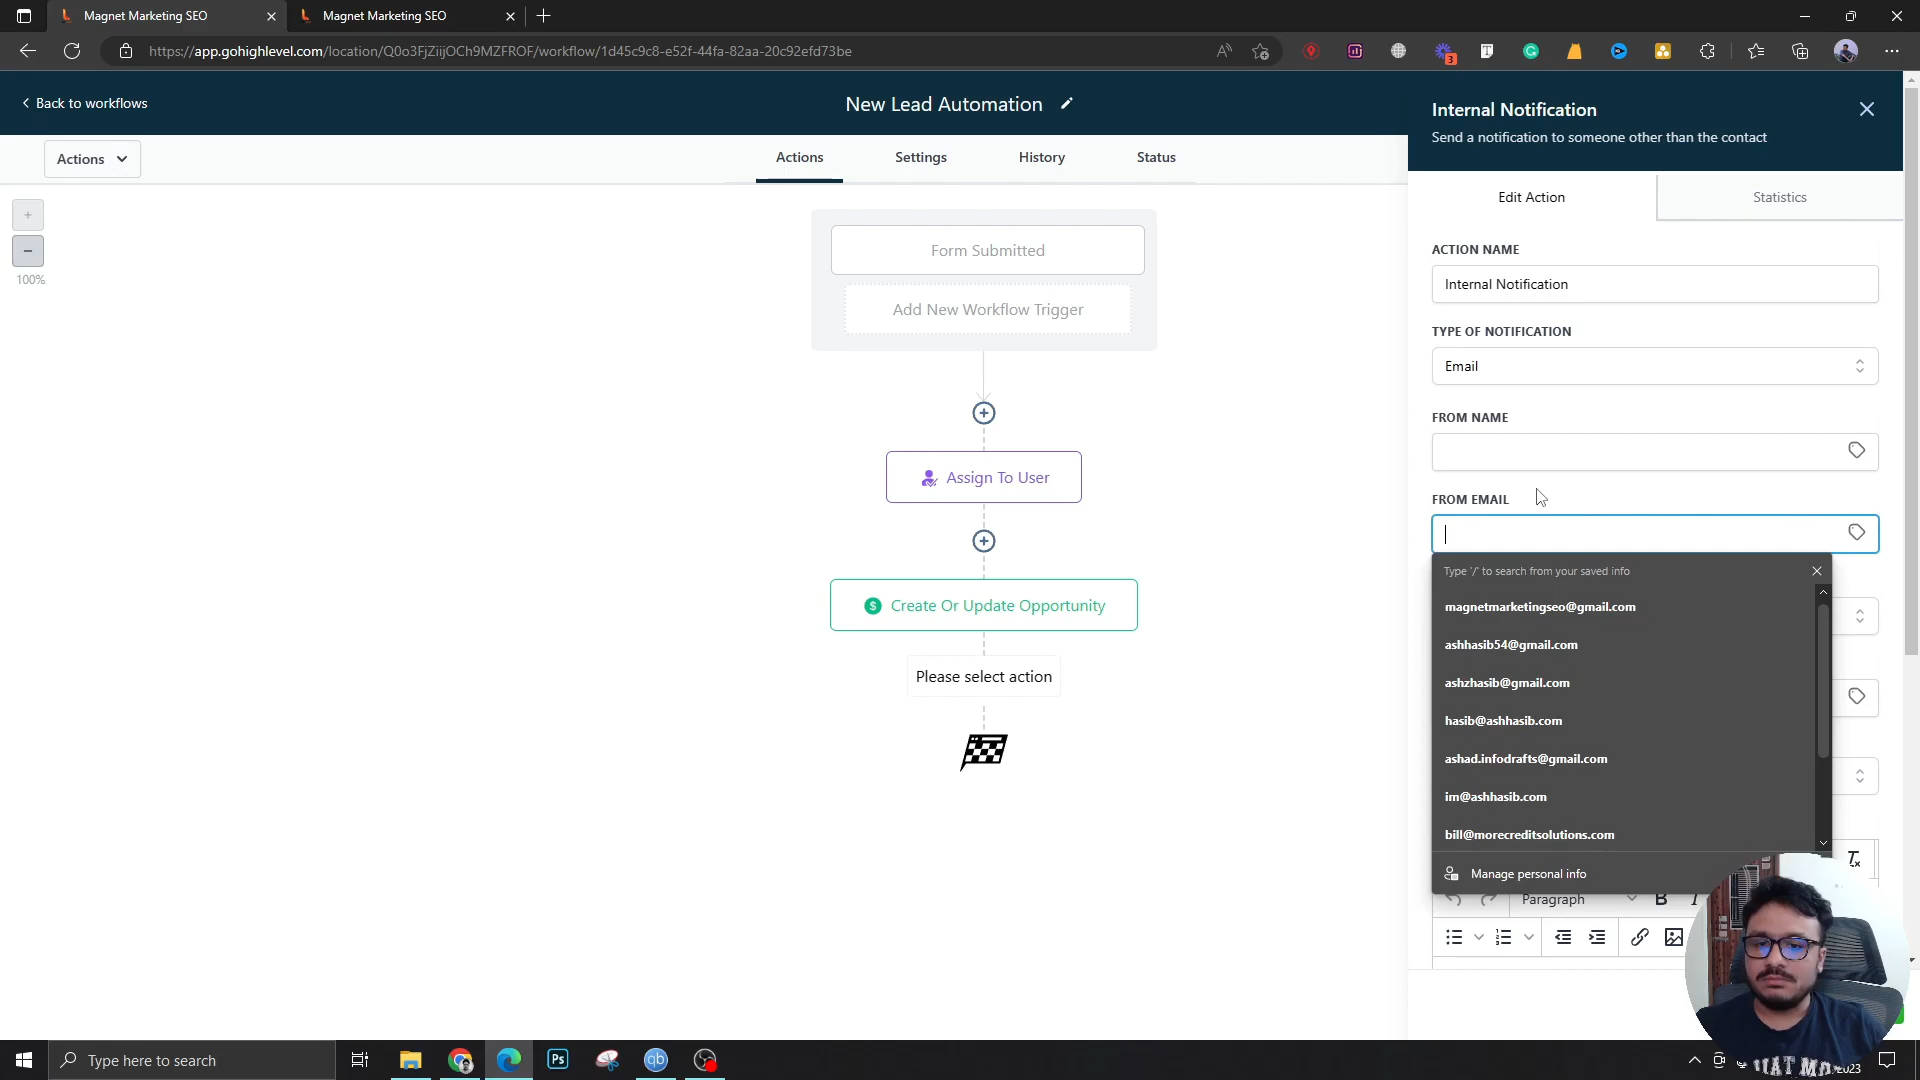 Magnet Marketing SEO
Magnet Marketing SEO
https://app.gohighlevel.com/location/Q0o3FjZiijOCh9MZFROF/workflow/1d45c9c8-e52f-44fa-82aa-20c92efd73be
3
Back to workflows
New Lead Automation
Internal Notification
Send a notification to someone other than the contact
Actions
Actions
Settings
History
Status
Edit Action
Statistics
100%
Form Submitted
Add New Workflow Trigger
Assign To User
Create Or Update Opportunity
Please select action
ACTION NAME
Internal Notification
TYPE OF NOTIFICATION
Email
FROM NAME
FROM EMAIL
Type '/' to search from your saved info
magnetmarketingseo@gmail.com
ashhasib54@gmail.com
ashzhasib@gmail.com
hasib@ashhasib.com
ashad.infodrafts@gmail.com
im@ashhasib.com
bill@morecreditsolutions.com
Manage personal info
Paragraph
B
I
Type here to search
Ps
qb